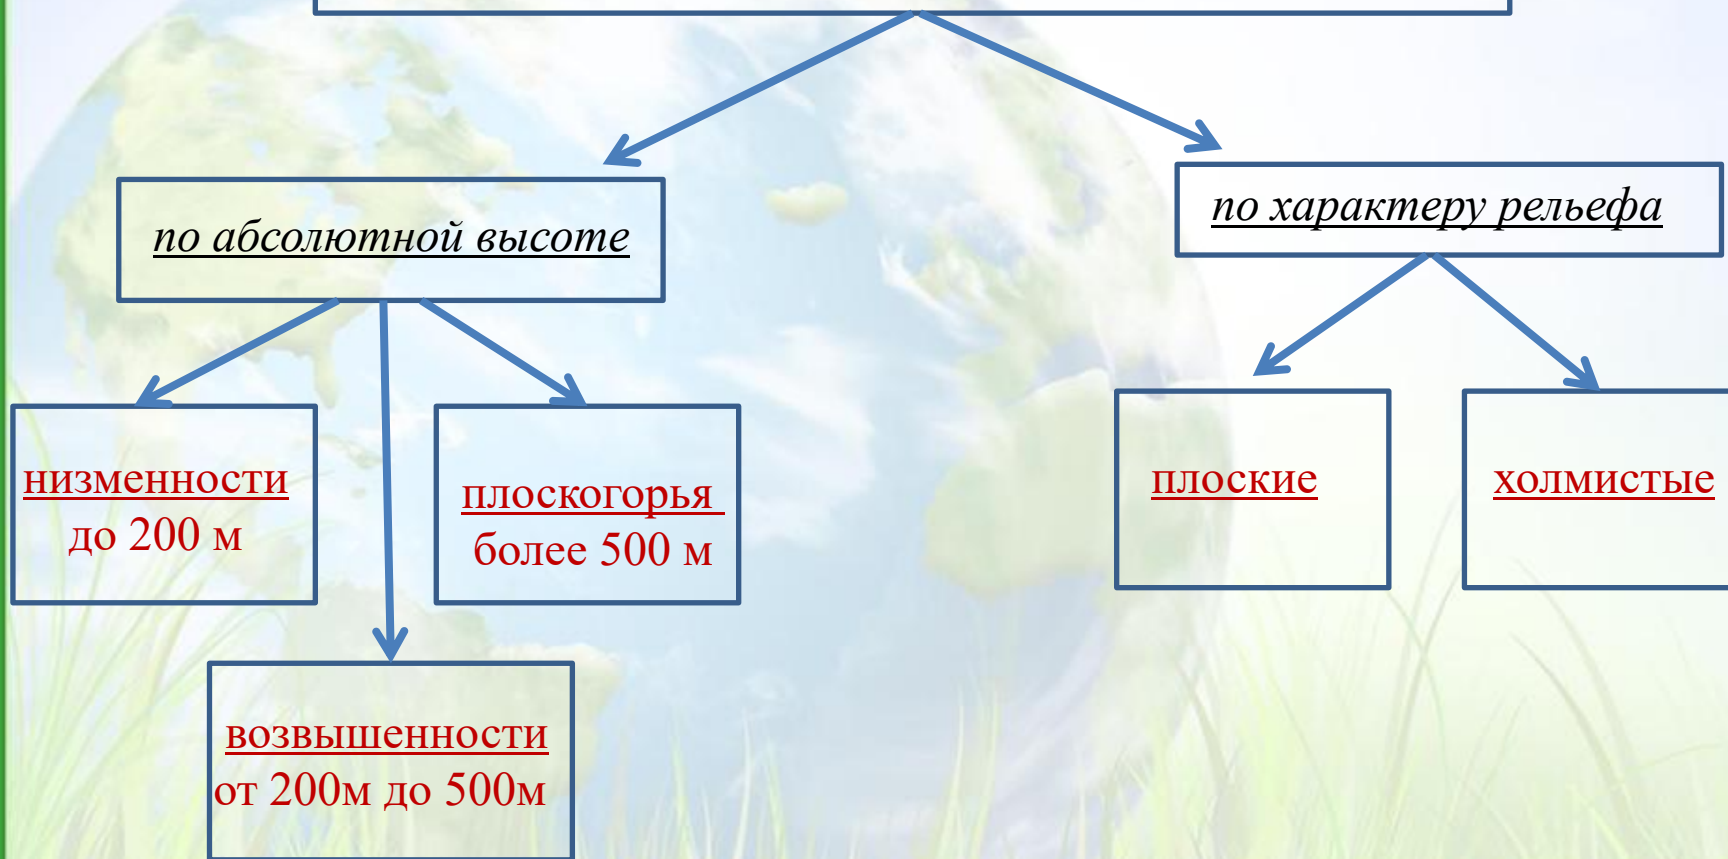 по абсолютной высоте
по характеру рельефа
низменности
до 200 м
плоскогорья
более 500 м
плоские
холмистые
возвышенности
от 200м до 500м